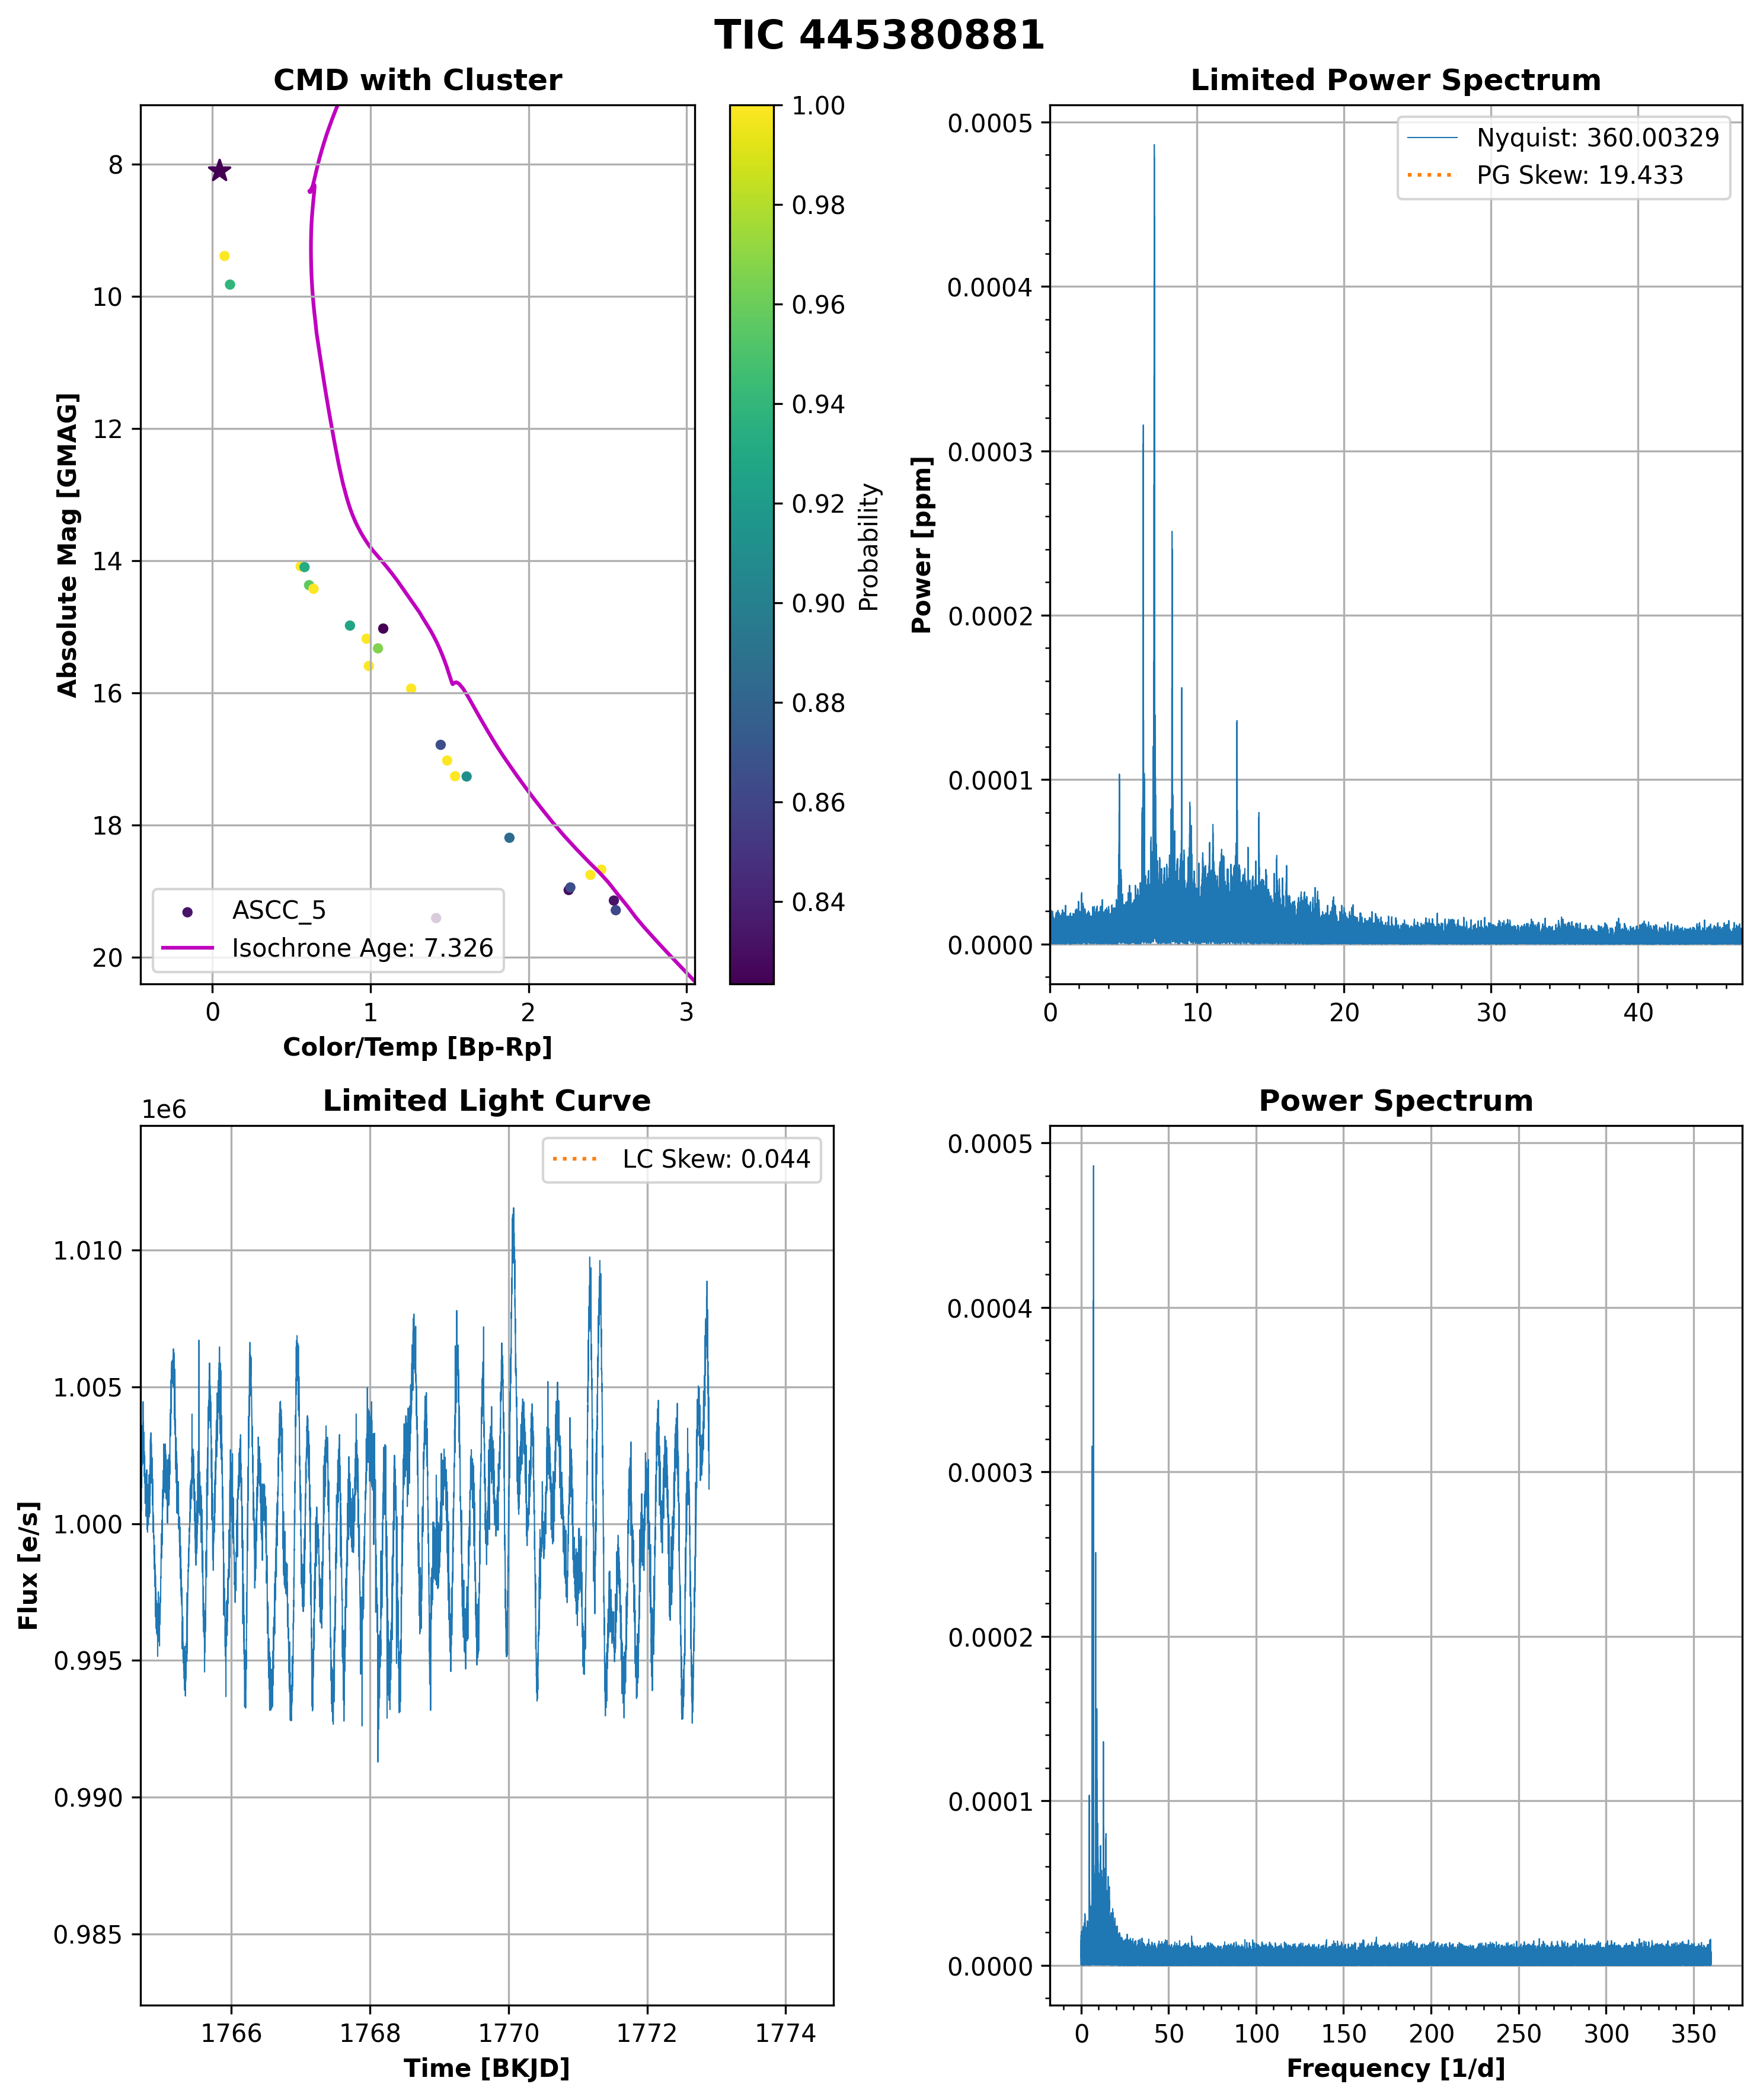 TIC 445380881
CMD with Cluster
8
10
12
14
16
18
20
Absolute Mag [GMAG]
ASCC_5
Isochrone Age: 7.326
0 1 2 3
Color/Temp [Bp-Rp]
1.00
0.98
0.96
0.94
0.92
0.90
0.88
0.86
0.84
Probability
Limited Power Spectrum
0.0005
0.0004
0.0003
0.0002
0.0001
0.0000
Power [ppm]
Nyquist: 360.00329
PG Skew: 19.433
0 10 20 30 40
Limited Light Curve
1e6
1.010
1.005
1.000
0.995
0.990
0.985
Flux [e/s]
LC Skew: 0.044
1766 1768 1770 1772 1774
Time [BKJD]
Power Spectrum
0.0005
0.0004
0.0003
0.0002
0.0001
0.0000
0 50 100 150 200 250 300 350
Frequency [1/d]